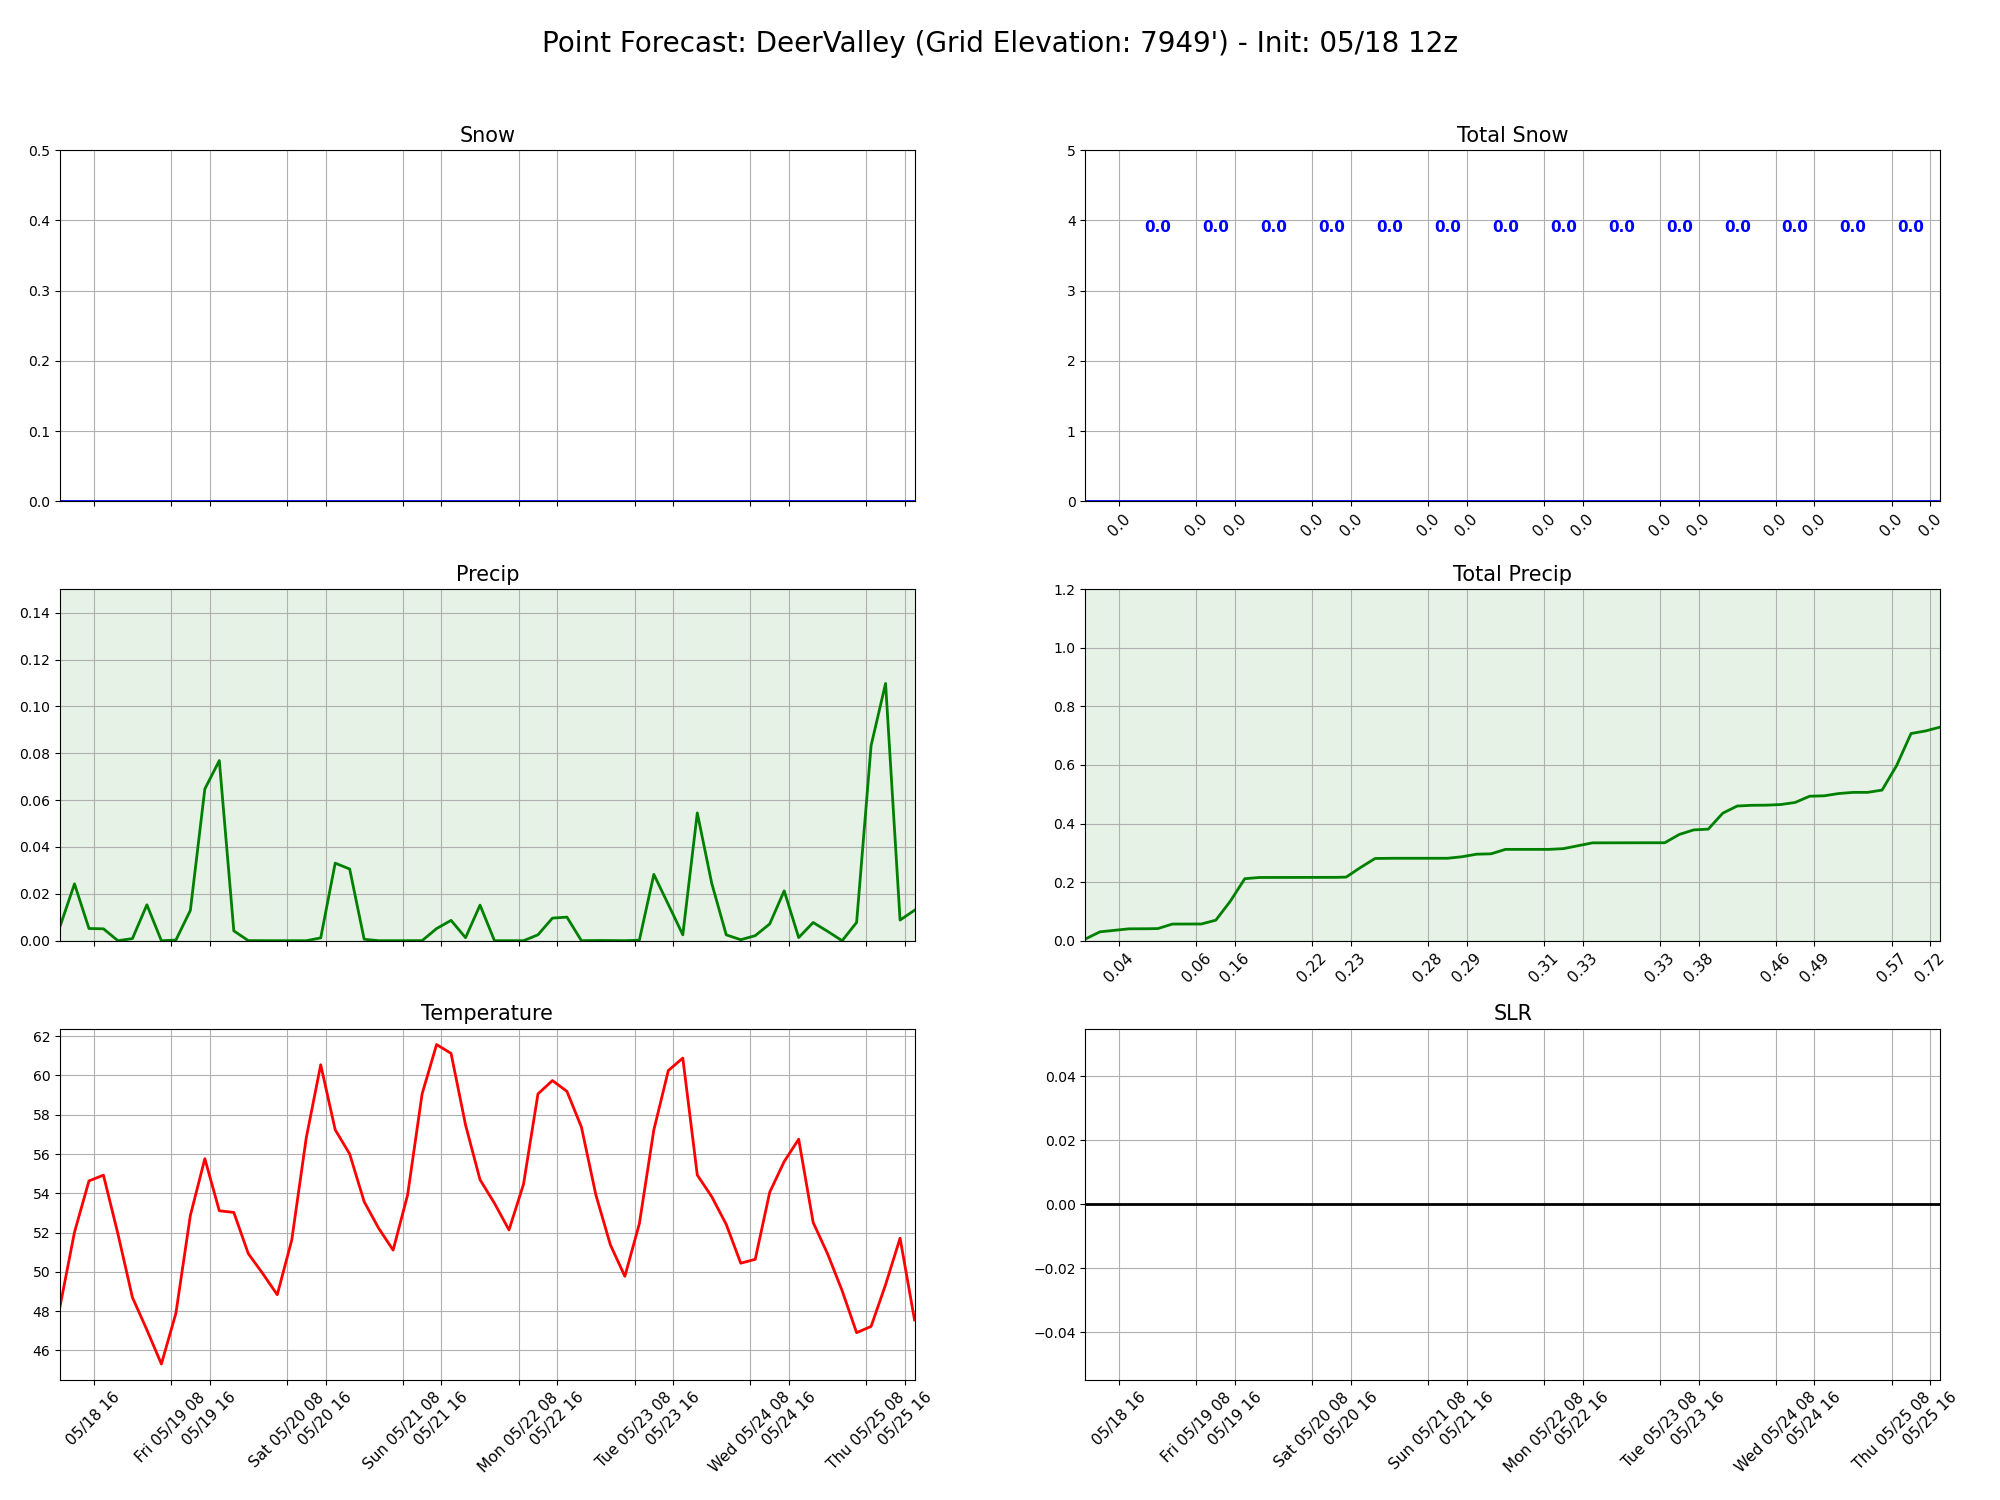 Point Forecast: DeerValley (Grid Elevation: 7949') - Init: 05/18 12z
Snow
0.5
0.4
0.3
0.2
0.1
0.0
Total Snow
5
4
3
2
1
0
0.0 0.0 0.0 0.0 0.0 0.0 0.0 0.0 0.0 0.0 0.0 0.0 0.0 0.0
0.0 0.0 0.0 0.0 0.0 0.0 0.0 0.0 0.0 0.0 0.0 0.0 0.0 0.0 0.0
Precip
0.14
0.12
0.10
0.08
0.06
0.04
0.02
0.00
Total Precip
1.2
1.0
0.8
0.6
0.4
0.2
0.0
0.04 0.06 0.16 0.22 0.23 0.28 0.29 0.31 0.33 0.33 0.38 0.46 0.49 0.57 0.72
Temperature
62
60
58
56
54
52
50
48
46
05/18 16
Fri 05/19 08
05/19 16
Sat 05/20 08
05/20 16
Sun 05/21 08
05/21 16
Mon 05/22 08
05/22 16
Tue 05/23 08
05/23 16
Wed 05/24 08
05/24 16
Thu 05/25 08
05/25 16
SLR
0.04
0.02
0.00
−0.02
−0.04
05/18 16
Fri 05/19 08
05/19 16
Sat 05/20 08
05/20 16
Sun 05/21 08
05/21 16
Mon 05/22 08
05/22 16
Tue 05/23 08
05/23 16
Wed 05/24 08
05/24 16
Thu 05/25 08
05/25 16